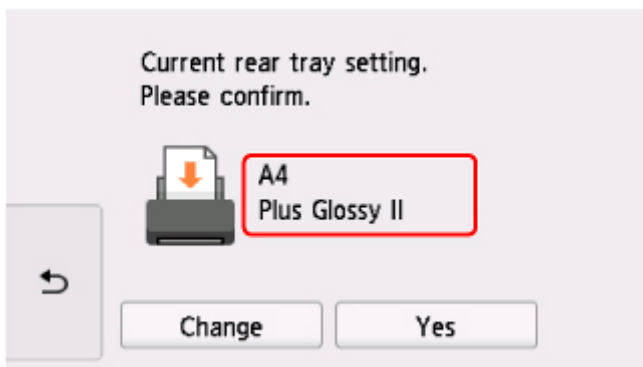 Current rear tray setting.
Please confirm.
A4
Plus Glossy II
Change
Yes